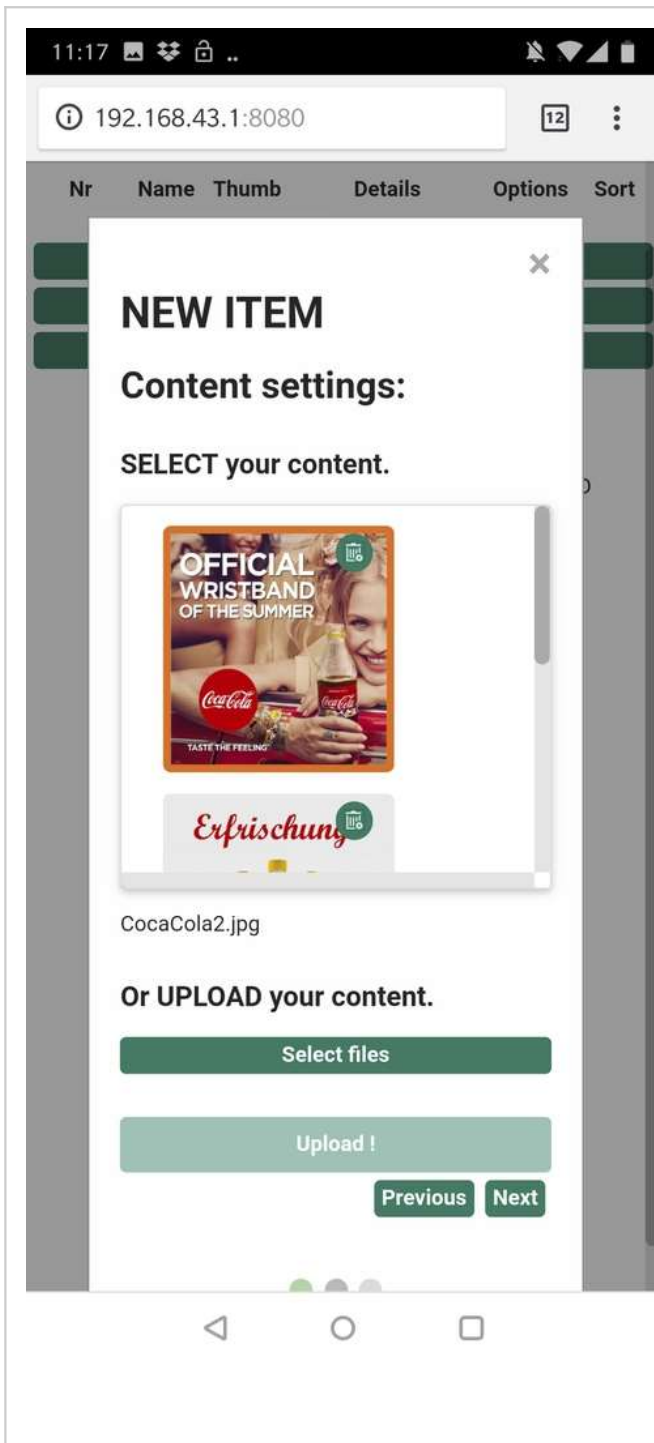 11:17 ..
192.168.43.1:8080 12
Nr Name Thumb Details Options Sort
×
NEW ITEM
Content settings:
SELECT your content.
OFFICIAL
WRISTBAND
OF THE SUMMER
Coca-Cola
Coca-Cola
TASTE THE FEELING
Erfrischung
CocaCola2.jpg
Or UPLOAD your content.
Select files
Upload !
Previous Next